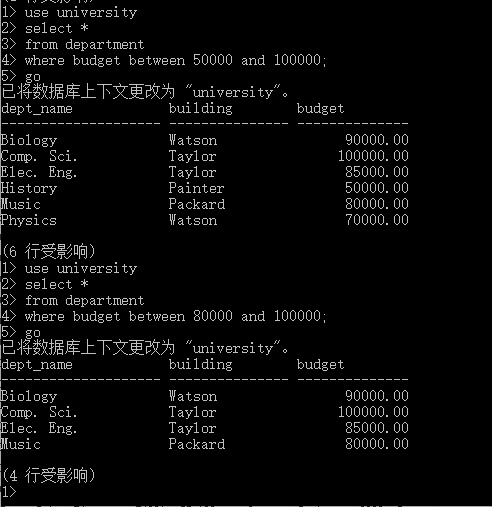 1> use university
2> select *
3> from department
4> where budget between 50000 and 100000;
5> go
已将数据库上下文更改为 "university"。
dept_name            building        budget
-------------------- --------------- --------------
Biology              Watson                90000.00
Comp. Sci.           Taylor               100000.00
Elec. Eng.           Taylor                85000.00
History              Painter               50000.00
Music                Packard               80000.00
Physics              Watson                70000.00
(6 行受影响)
1> use university
2> select *
3> from department
4> where budget between 80000 and 100000;
5> go
已将数据库上下文更改为 "university"。
dept_name            building        budget
-------------------- --------------- --------------
Biology              Watson                90000.00
Comp. Sci.           Taylor               100000.00
Elec. Eng.           Taylor                85000.00
Music                Packard               80000.00
(4 行受影响)
1>